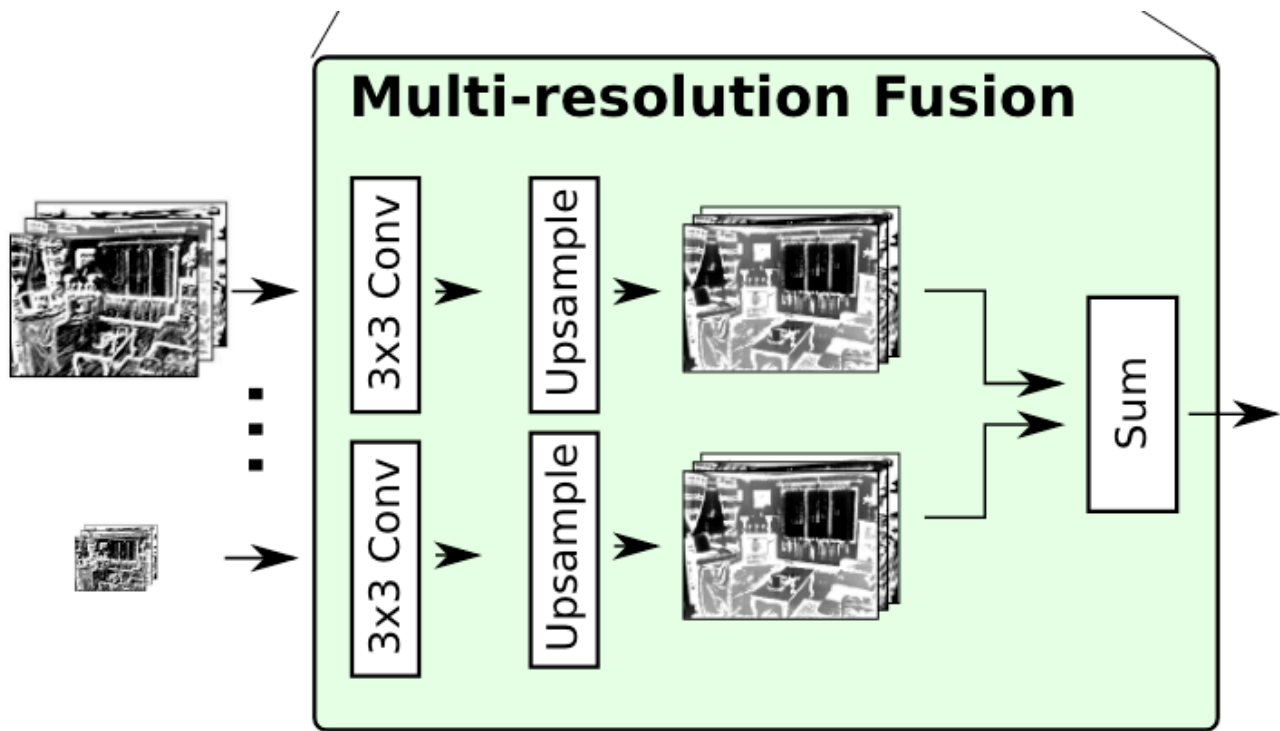 Multi-resolution Fusion
3x3 Conv
Upsample
3x3 Conv
Upsample
Sum